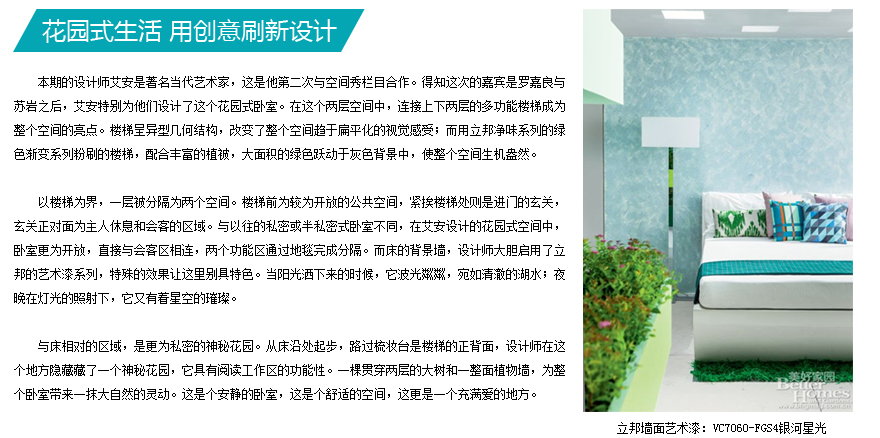 花园式生活 用创意刷新设计
本期的设计师艾安是著名当代艺术家，这是他第二次与空间秀栏目合作。得知这次的嘉宾是罗嘉良与
苏岩之后，艾安特别为他们设计了这个花园式卧室。在这个两层空间中，连接上下两层的多功能楼梯成为
整个空间的亮点。楼梯呈异型几何结构，改变了整个空间趋于扁平化的视觉感受；而用立邦净味系列的绿
色渐变系列粉刷的楼梯，配合丰富的植被，大面积的绿色跃动于灰色背景中，使整个空间生机盎然。
以楼梯为界，一层被分隔为两个空间。楼梯前为较为开放的公共空间，紧挨楼梯处则是进门的玄关，
玄关正对面为主人休息和会客的区域。与以往的私密或半私密式卧室不同，在艾安设计的花园式空间中，
卧室更为开放，直接与会客区相连，两个功能区通过地毯完成分隔。而床的背景墙，设计师大胆启用了立
邦的艺术漆系列，特殊的效果让这里别具特色。当阳光洒下来的时候，它波光粼粼，宛如清澈的湖水；夜
晚在灯光的照射下，它又有着星空的璀璨。
与床相对的区域，是更为私密的神秘花园。从床沿处起步，路过梳妆台是楼梯的正背面，设计师在这
个地方隐藏藏了一个神秘花园，它具有阅读工作区的功能性。一棵贯穿两层的大树和一整面植物墙，为整
个卧室带来一抹大自然的灵动。这是个安静的卧室，这是个舒适的空间，这更是一个充满爱的地方。
美好家园
Better Homes
立邦墙面艺术漆：VC7060-FGS4银河星光